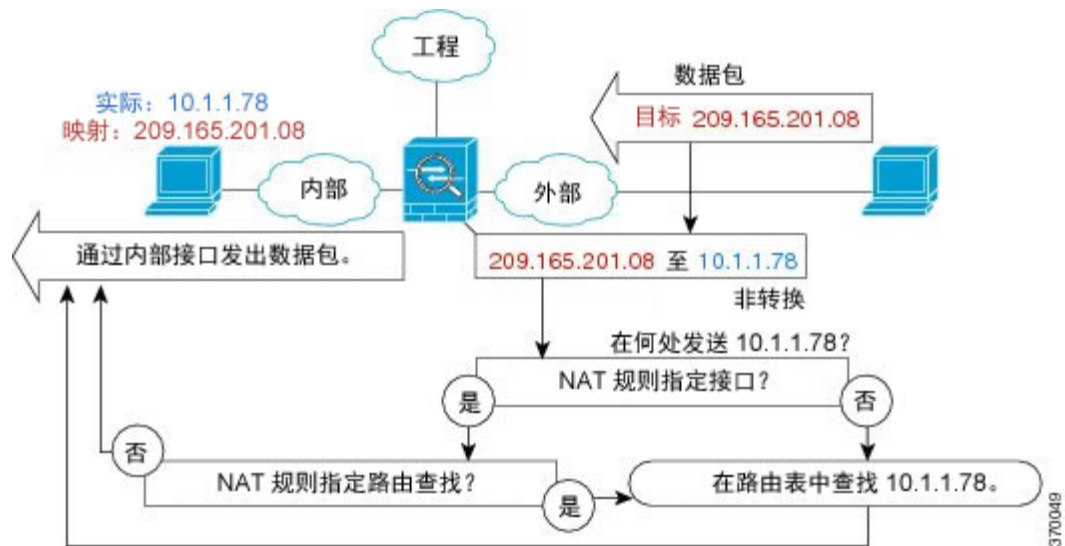 工程
数据包
实际：10.1.1.78
映射：209.165.201.08
目标 209.165.201.08
内部
外部
通过内部接口发出数据包。
209.165.201.08 至 10.1.1.78
非转换
在何处发送 10.1.1.78？
NAT 规则指定接口？
是
否
否
NAT 规则指定路由查找？
是
在路由表中查找 10.1.1.78。
370049